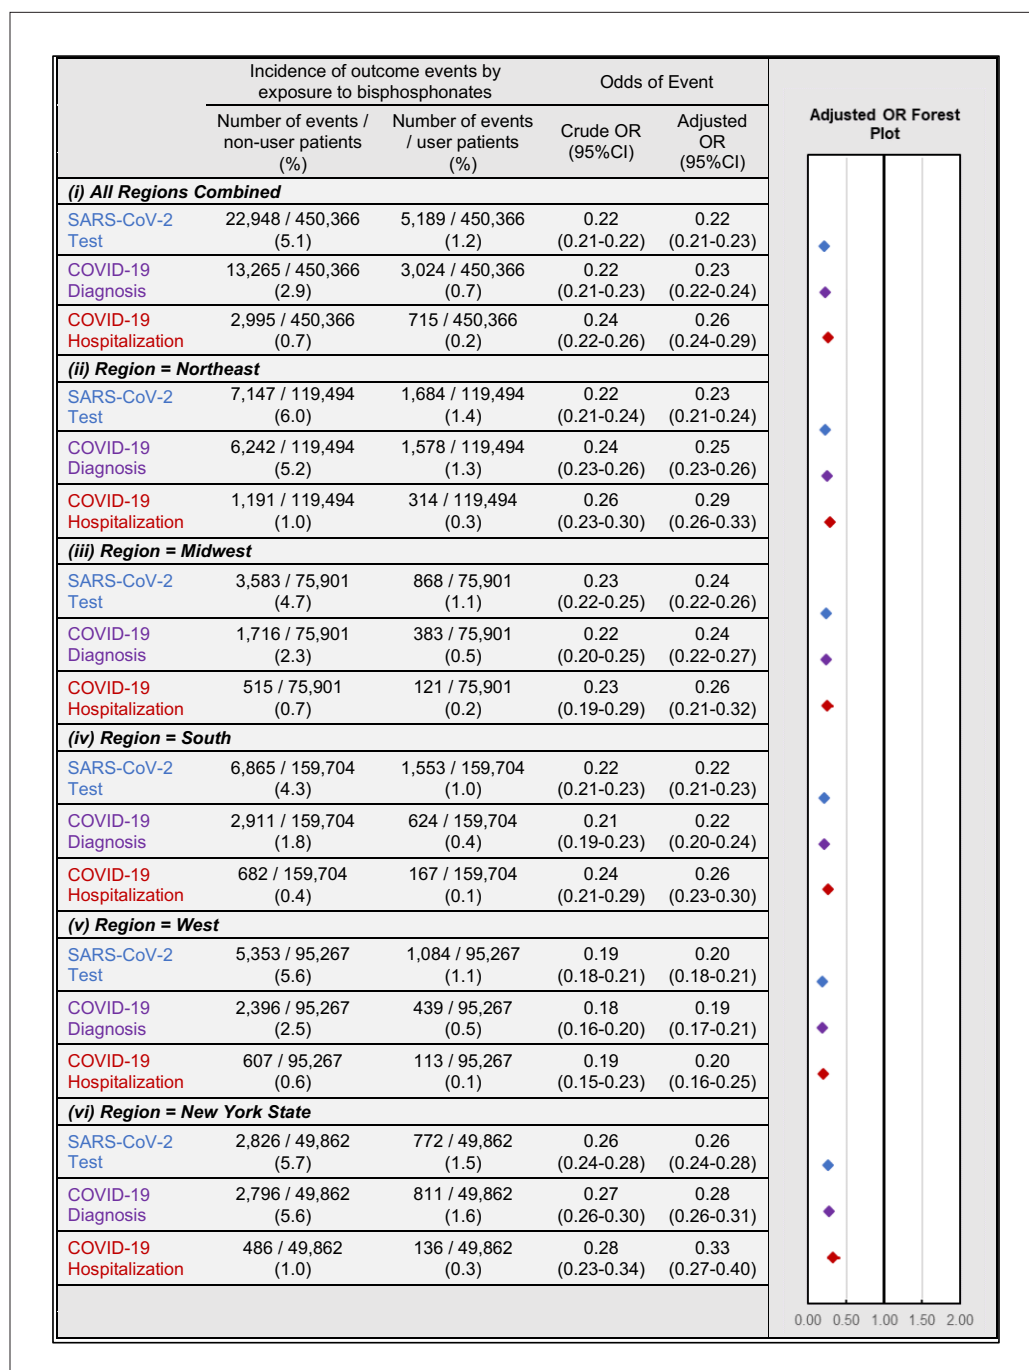 Incidence of outcome events by
exposure to bisphosphonates
Odds of Event
Number of events /
non-user patients
(%)
Number of events
/ user patients
(%)
Crude OR
(95%CI)
Adjusted
OR
(95%CI)
Adjusted OR Forest
Plot
(i) All Regions Combined
SARS-CoV-2 22,948 / 450,366 5,189 / 450,366 0.22 0.22
Test (5.1) (1.2) (0.21-0.22) (0.21-0.23)
COVID-19 13,265 / 450,366 3,024 / 450,366 0.22 0.23
Diagnosis (2.9) (0.7) (0.21-0.23) (0.22-0.24)
COVID-19 2,995 / 450,366 715 / 450,366 0.24 0.26
Hospitalization (0.7) (0.2) (0.22-0.26) (0.24-0.29)
(ii) Region = Northeast
SARS-CoV-2 7,147 / 119,494 1,684 / 119,494 0.22 0.23
Test (6.0) (1.4) (0.21-0.24) (0.21-0.24)
COVID-19 6,242 / 119,494 1,578 / 119,494 0.24 0.25
Diagnosis (5.2) (1.3) (0.23-0.26) (0.23-0.26)
COVID-19 1,191 / 119,494 314 / 119,494 0.26 0.29
Hospitalization (1.0) (0.3) (0.23-0.30) (0.26-0.33)
(iii) Region = Midwest
SARS-CoV-2 3,583 / 75,901 868 / 75,901 0.23 0.24
Test (4.7) (1.1) (0.22-0.25) (0.22-0.26)
COVID-19 1,716 / 75,901 383 / 75,901 0.22 0.24
Diagnosis (2.3) (0.5) (0.20-0.25) (0.22-0.27)
COVID-19 515 / 75,901 121 / 75,901 0.23 0.26
Hospitalization (0.7) (0.2) (0.19-0.29) (0.21-0.32)
(iv) Region = South
SARS-CoV-2 6,865 / 159,704 1,553 / 159,704 0.22 0.22
Test (4.3) (1.0) (0.21-0.23) (0.21-0.23)
COVID-19 2,911 / 159,704 624 / 159,704 0.21 0.22
Diagnosis (1.8) (0.4) (0.19-0.23) (0.20-0.24)
COVID-19 682 / 159,704 167 / 159,704 0.24 0.26
Hospitalization (0.4) (0.1) (0.21-0.29) (0.23-0.30)
(v) Region = West
SARS-CoV-2 5,353 / 95,267 1,084 / 95,267 0.19 0.20
Test (5.6) (1.1) (0.18-0.21) (0.18-0.21)
COVID-19 2,396 / 95,267 439 / 95,267 0.18 0.19
Diagnosis (2.5) (0.5) (0.16-0.20) (0.17-0.21)
COVID-19 607 / 95,267 113 / 95,267 0.19 0.20
Hospitalization (0.6) (0.1) (0.15-0.23) (0.16-0.25)
(vi) Region = New York State
SARS-CoV-2 2,826 / 49,862 772 / 49,862 0.26 0.26
Test (5.7) (1.5) (0.24-0.28) (0.24-0.28)
COVID-19 2,796 / 49,862 811 / 49,862 0.27 0.28
Diagnosis (5.6) (1.6) (0.26-0.30) (0.26-0.31)
COVID-19 486 / 49,862 136 / 49,862 0.28 0.33
Hospitalization (1.0) (0.3) (0.23-0.34) (0.27-0.40)
0.00 0.50 1.00 1.50 2.00